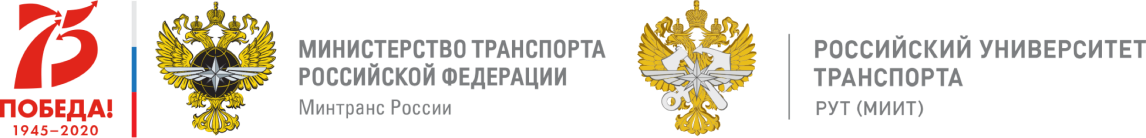 75
ПОБЕДА!
1945–2020
МИНИСТЕРСТВО ТРАНСПОРТА
РОССИЙСКОЙ ФЕДЕРАЦИИ
Минтранс России
РОССИЙСКИЙ УНИВЕРСИТЕТ
ТРАНСПОРТА
РУТ (МИИТ)